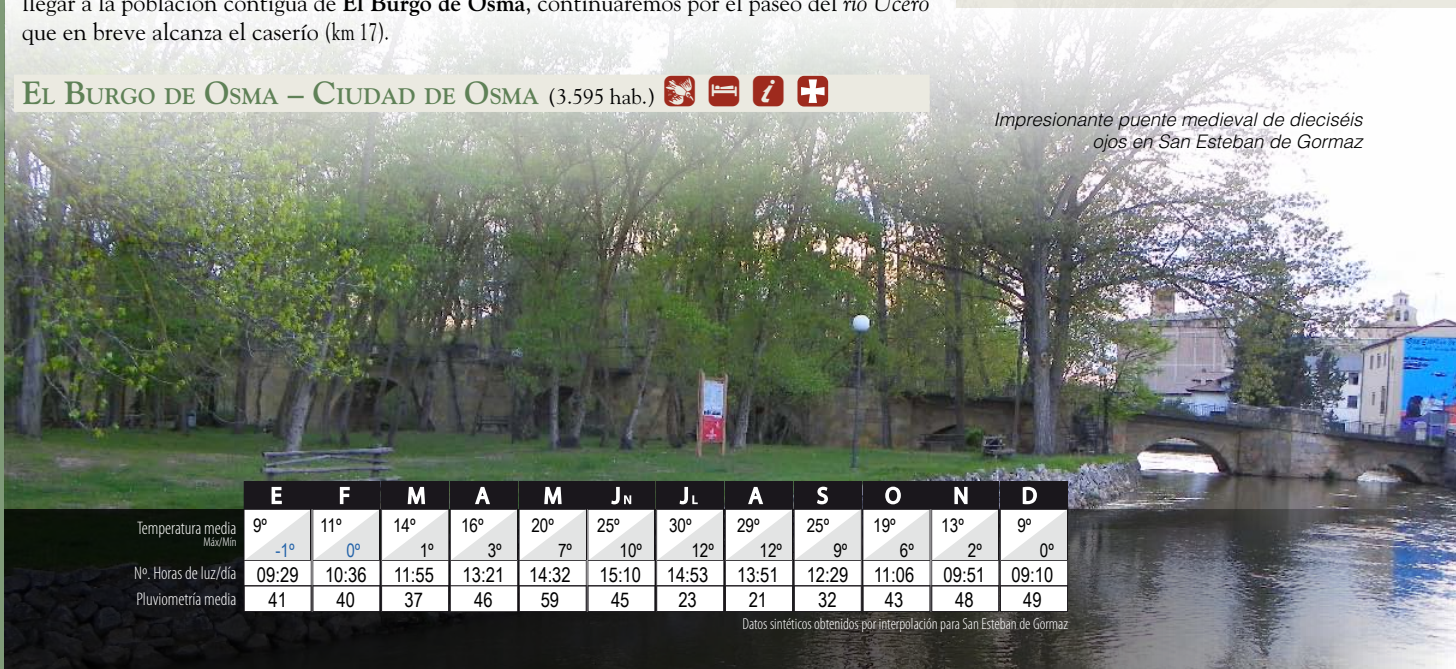 llegar a la población contigua de El Burgo de Osma, continuaremos por el paseo del río Ucero
que en breve alcanza el caserío (km 17).
El Burgo de Osma – Ciudad de Osma (3.595 hab.)
Impresionante puente medieval de dieciséis
ojos en San Esteban de Gormaz
E F M A M JN JL A S O N D
Temperatura media 9º 11º 14º 16º 20º 25º 30º 29º 25º 19º 13º 9º
Máx/Mín -1º 0º 1º 3º 7º 10º 12º 12º 9º 6º 2º 0º
Nº. Horas de luz/día 09:29 10:36 11:55 13:21 14:32 15:10 14:53 13:51 12:29 11:06 09:51 09:10
Pluviometría media 41 40 37 46 59 45 23 21 32 43 48 49
Datos sintéticos obtenidos por interpolación para San Esteban de Gormaz